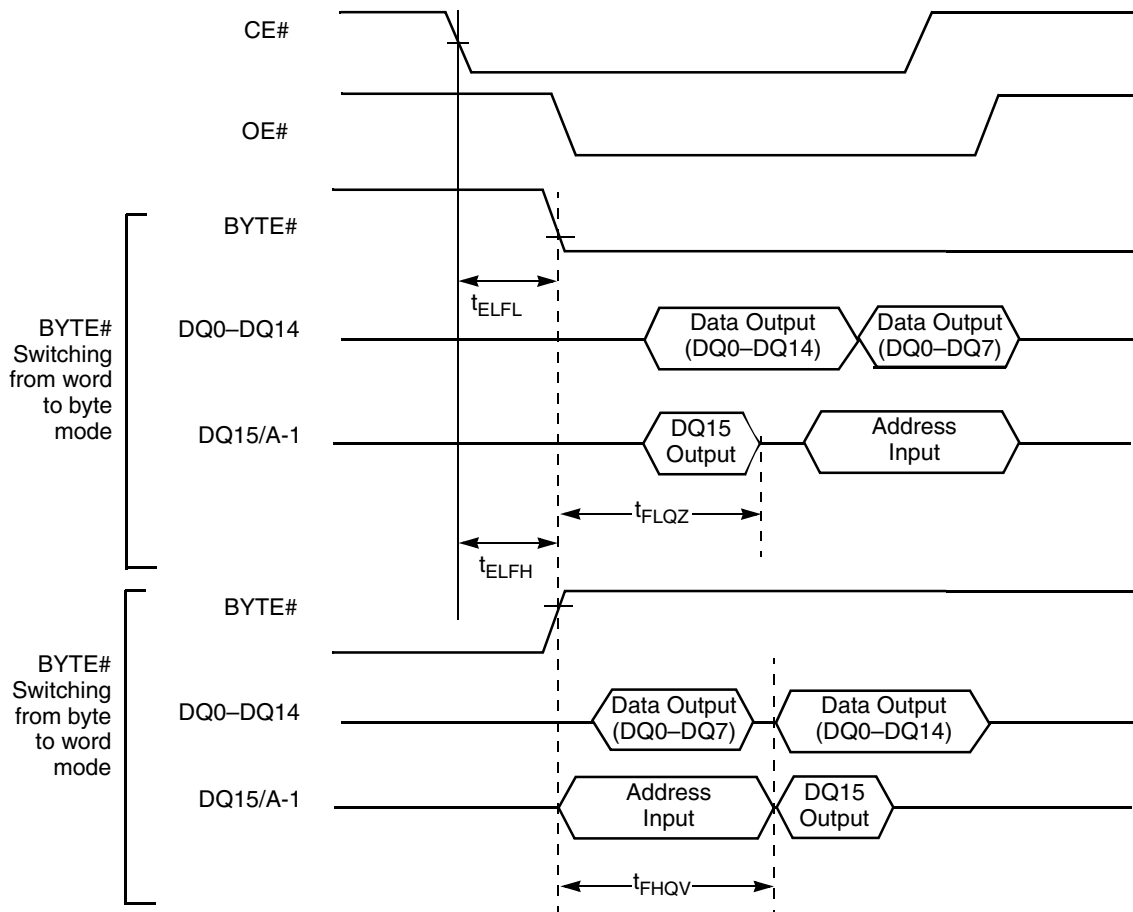 CE#
OE#
BYTE#
Switching
from word
to byte
mode
BYTE#
tELFL
DQ0–DQ14
Data Output
(DQ0–DQ14)
Data Output
(DQ0–DQ7)
DQ15/A-1
DQ15
Output
Address
Input
tFLQZ
tELFH
BYTE#
Switching
from byte
to word
mode
BYTE#
DQ0–DQ14
Data Output
(DQ0–DQ7)
Data Output
(DQ0–DQ14)
DQ15/A-1
Address
Input
DQ15
Output
tFHQV